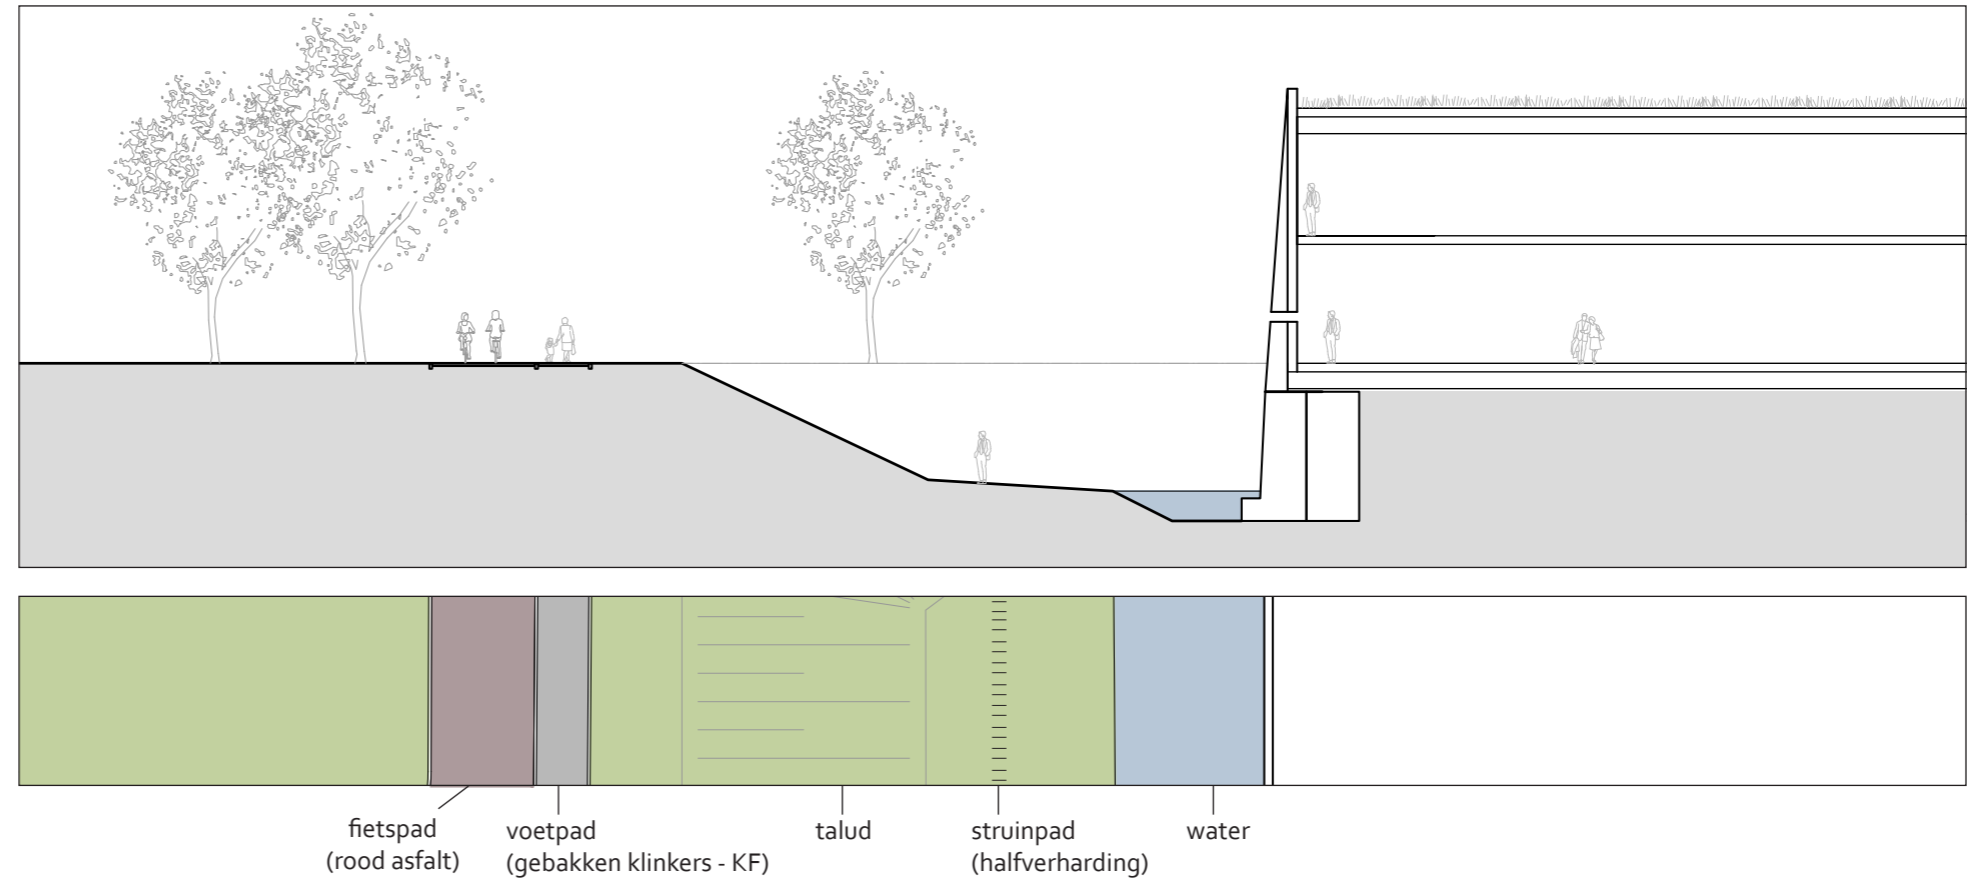 fietspad
(rood asfalt)
voetpad
(gebakken klinkers - KF)
talud
struinpad
(halfverharding)
water